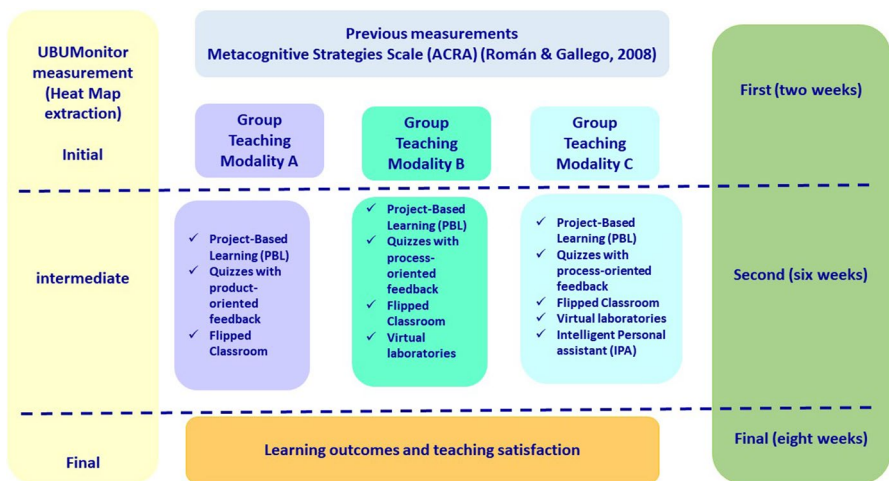 UBUMonitor
measurement
(Heat Map
extraction)
Initial
Previous measurements
Metacognitive Strategies Scale (ACRA) (Román & Gallego, 2008)
Group
Teaching
Modality A
Group
Teaching
Modality B
Group
Teaching
Modality C
First (two weeks)
intermediate
✓ Project-Based
Learning (PBL)
✓ Quizzes with
product-
oriented
feedback
✓ Flipped
Classroom
✓ Project-Based
Learning (PBL)
✓ Quizzes with
process-
oriented
feedback
✓ Flipped
Classroom
✓ Virtual
laboratories
✓ Project-Based
Learning (PBL)
✓ Quizzes with
process-oriented
feedback
✓ Flipped Classroom
✓ Virtual laboratories
✓ Intelligent Personal
assistant (IPA)
Second (six weeks)
Final
Learning outcomes and teaching satisfaction
Final (eight weeks)